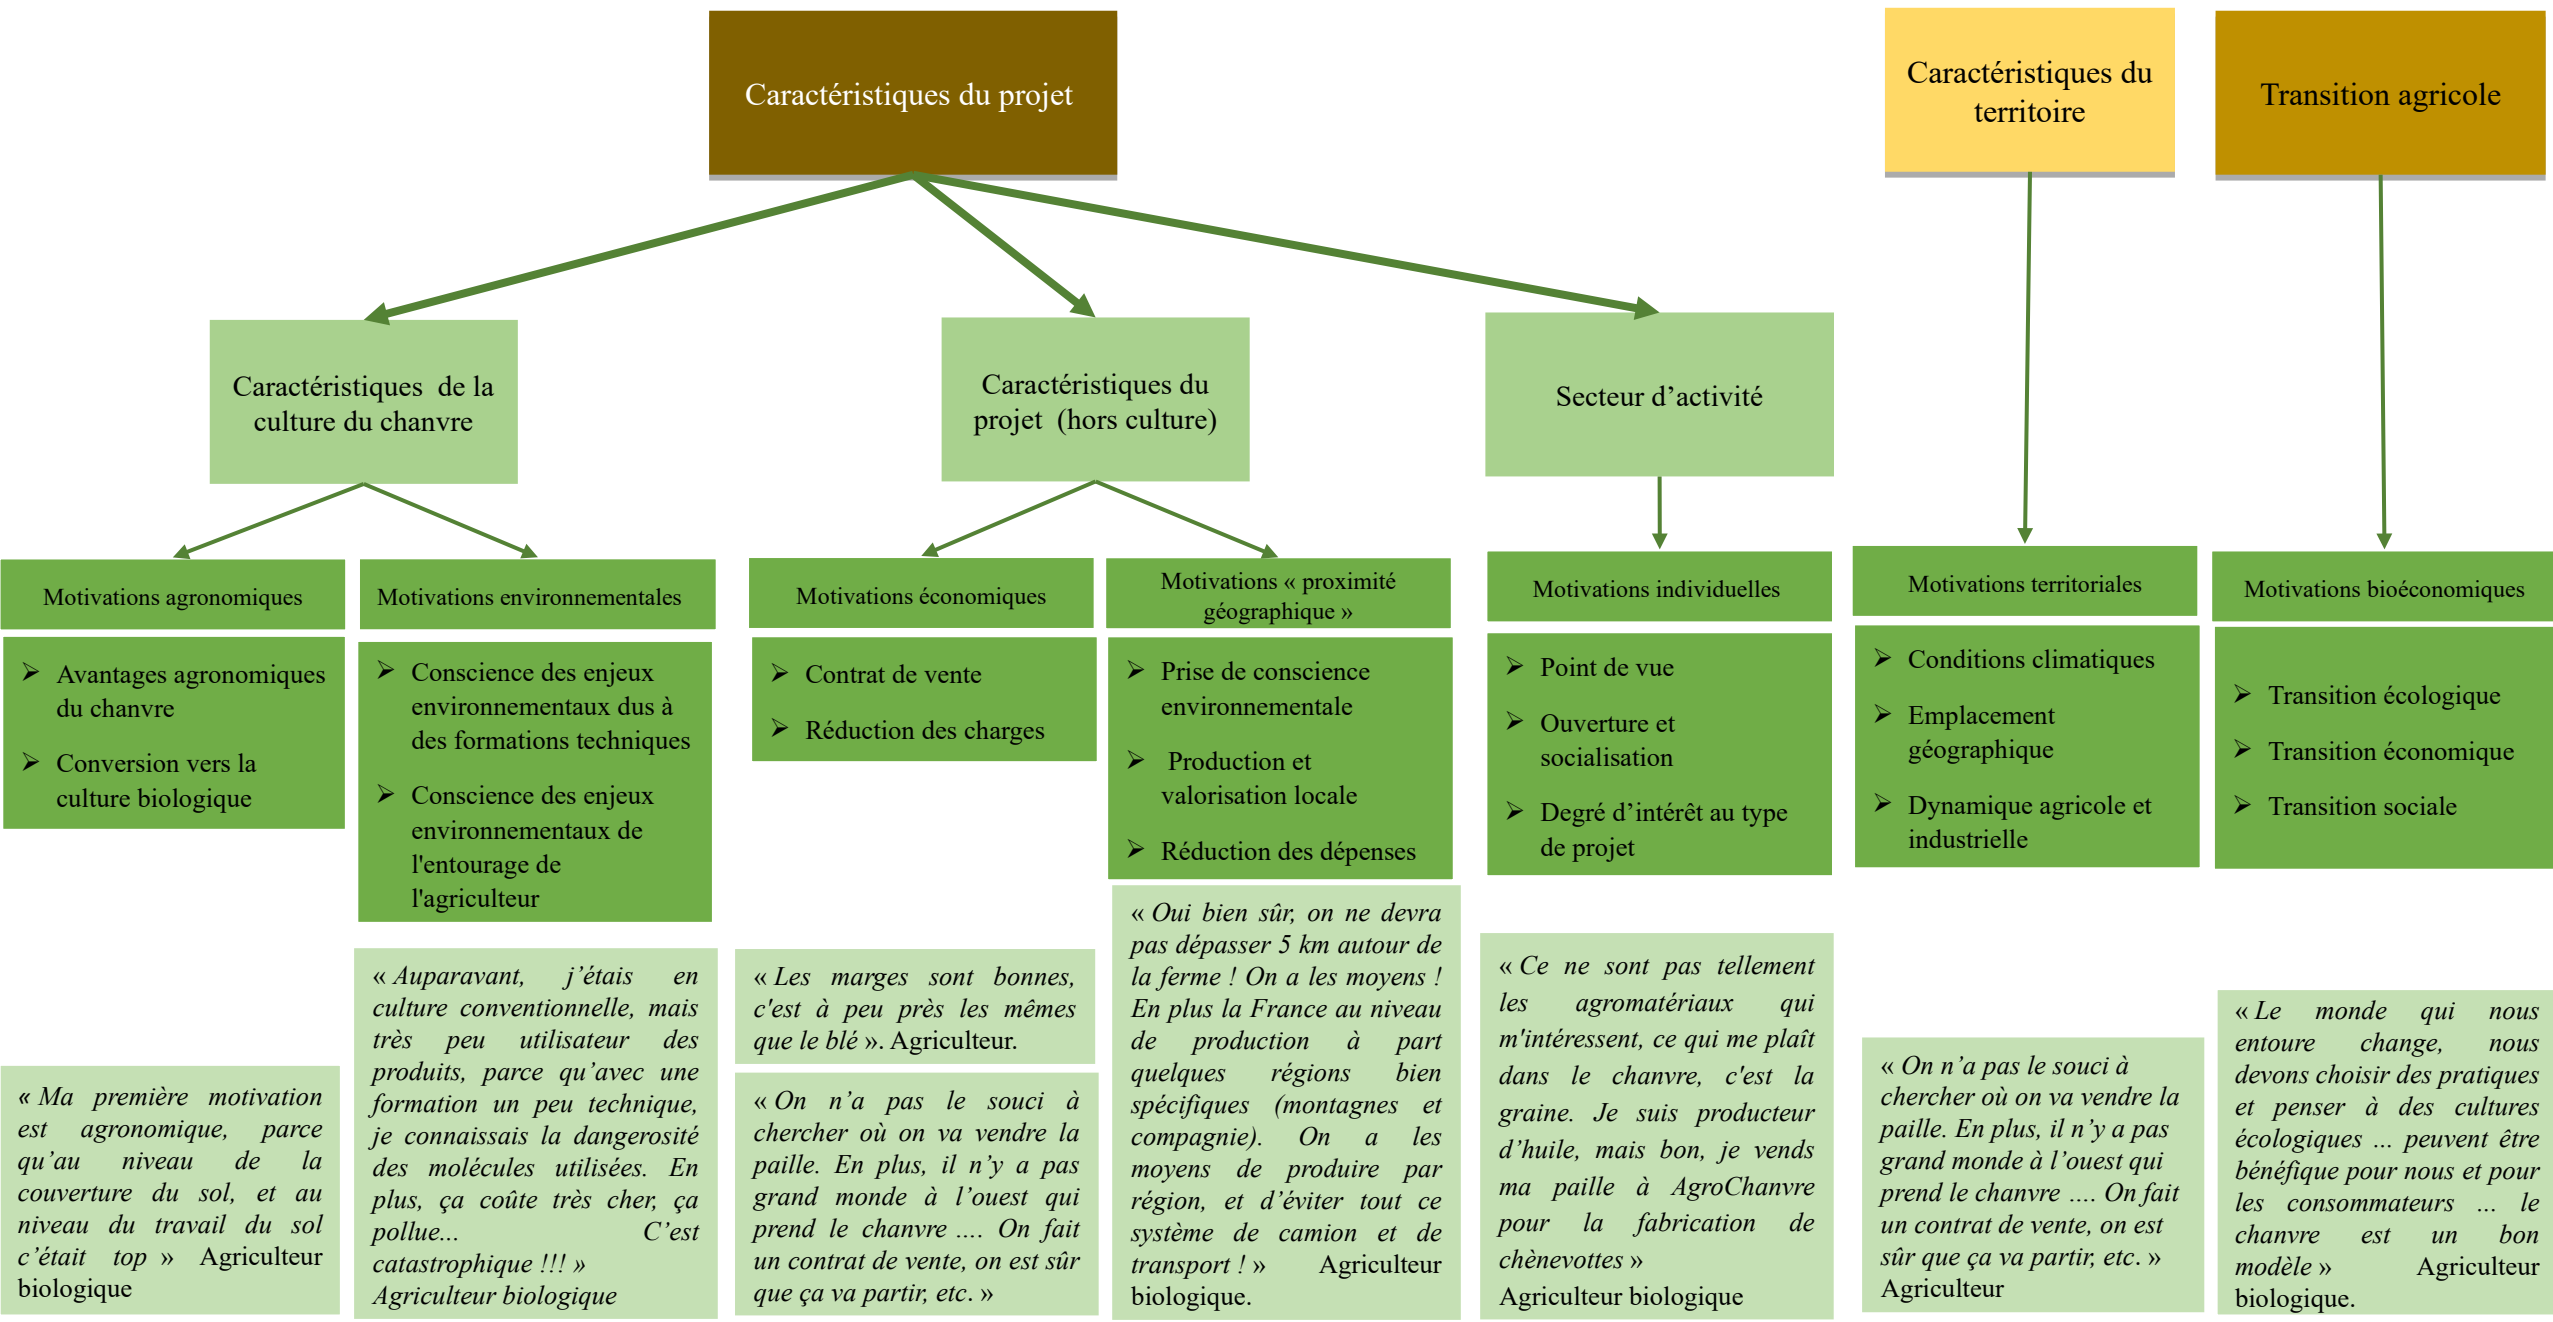 Caractéristiques du projet
Caractéristiques du
territoire
Transition agricole
Caractéristiques de la
culture du chanvre
Caractéristiques du
projet (hors culture)
Secteur d’activité
Motivations agronomiques
Motivations environnementales
Motivations économiques
Motivations « proximité
géographique »
Motivations individuelles
Motivations territoriales
Motivations bioéconomiques
➢ Avantages agronomiques
du chanvre
➢ Conversion vers la
culture biologique
➢ Conscience des enjeux
environnementaux dus à
des formations techniques
➢ Conscience des enjeux
environnementaux de
l'entourage de
l'agriculteur
➢ Contrat de vente
➢ Réduction des charges
➢ Prise de conscience
environnementale
➢ Production et
valorisation locale
➢ Réduction des dépenses
➢ Point de vue
➢ Ouverture et
socialisation
➢ Degré d’intérêt au type
de projet
➢ Conditions climatiques
➢ Emplacement
géographique
➢ Dynamique agricole et
industrielle
➢ Transition écologique
➢ Transition économique
➢ Transition sociale
« Ma première motivation
est agronomique, parce
qu’au niveau de la
couverture du sol, et au
niveau du travail du sol
c’était top » Agriculteur
biologique
« Auparavant, j’étais en
culture conventionnelle, mais
très peu utilisateur des
produits, parce qu’avec une
formation un peu technique,
je connaissais la dangerosité
des molécules utilisées. En
plus, ça coûte très cher, ça
pollue... C’est
catastrophique !!! »
Agriculteur biologique
« Les marges sont bonnes,
c'est à peu près les mêmes
que le blé ». Agriculteur.
« On n’a pas le souci à
chercher où on va vendre la
paille. En plus, il n’y a pas
grand monde à l’ouest qui
prend le chanvre …. On fait
un contrat de vente, on est sûr
que ça va partir, etc. »
« Oui bien sûr, on ne devra
pas dépasser 5 km autour de
la ferme ! On a les moyens !
En plus la France au niveau
de production à part
quelques régions bien
spécifiques (montagnes et
compagnie). On a les
moyens de produire par
région, et d’éviter tout ce
système de camion et de
transport ! » Agriculteur
biologique.
« Ce ne sont pas tellement
les agromatériaux qui
m'intéressent, ce qui me plaît
dans le chanvre, c'est la
graine. Je suis producteur
d’huile, mais bon, je vends
ma paille à AgroChanvre
pour la fabrication de
chènevottes »
Agriculteur biologique
« On n’a pas le souci à
chercher où on va vendre la
paille. En plus, il n’y a pas
grand monde à l’ouest qui
prend le chanvre …. On fait
un contrat de vente, on est
sûr que ça va partir, etc. »
Agriculteur
« Le monde qui nous
entoure change, nous
devons choisir des pratiques
et penser à des cultures
écologiques ... peuvent être
bénéfique pour nous et pour
les consommateurs ... le
chanvre est un bon
modèle » Agriculteur
biologique.